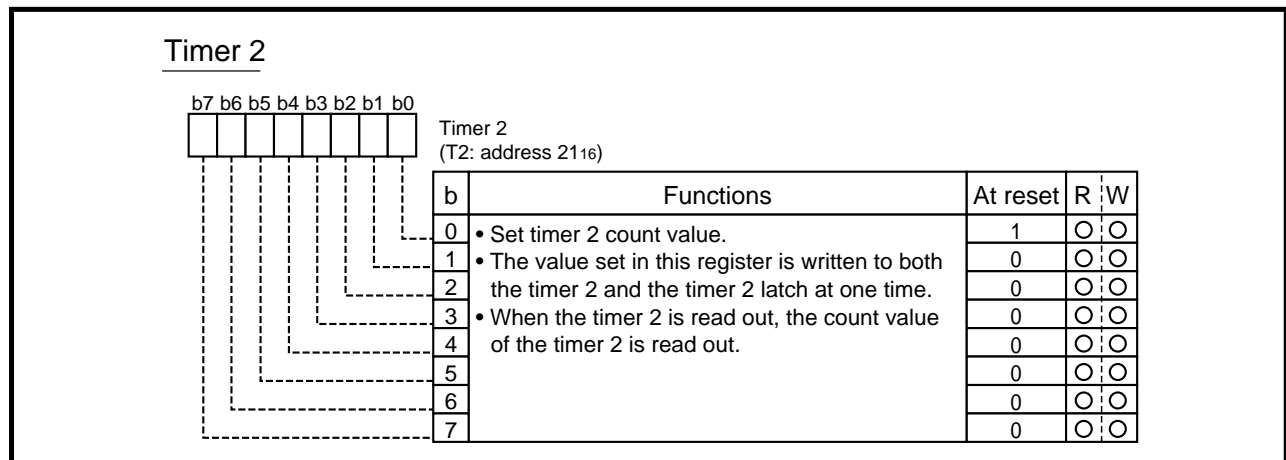 Timer 2
b7 b6 b5 b4 b3 b2 b1 b0
Timer 2
(T2: address 2116)
b Functions At reset R W
0 • Set timer 2 count value. 1 O O
1 • The value set in this register is written to both 0 O O
2 the timer 2 and the timer 2 latch at one time. 0 O O
3 • When the timer 2 is read out, the count value 0 O O
4 of the timer 2 is read out. 0 O O
5 0 O O
6 0 O O
7 0 O O